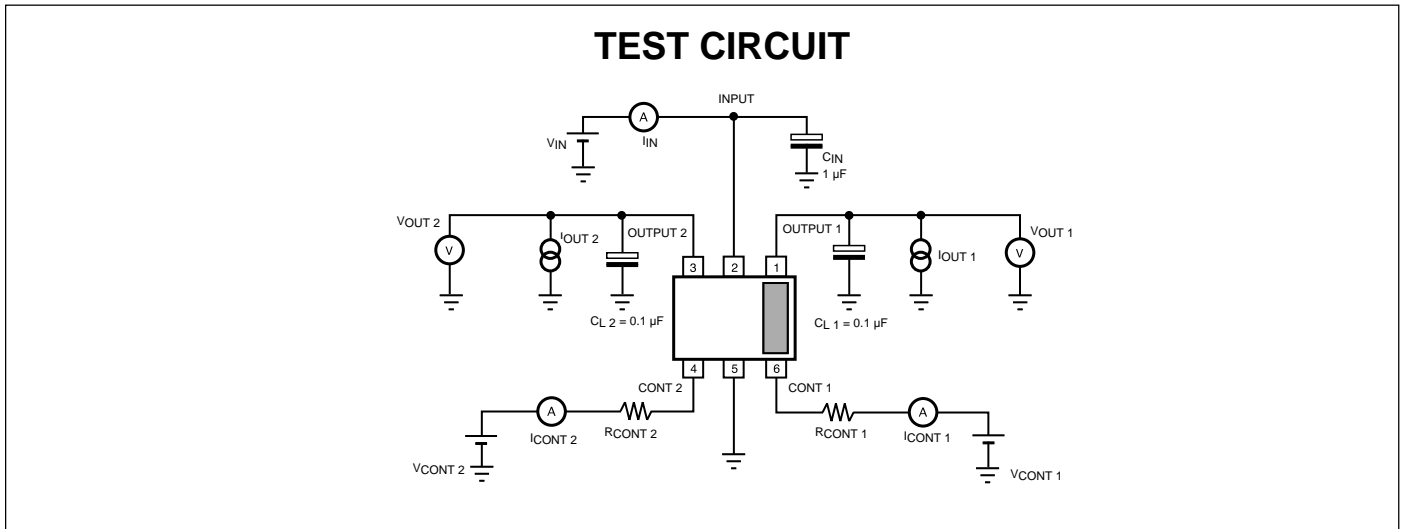 TEST CIRCUIT
INPUT
A
VIN
IIN
CIN
1 µF
VOUT 2
V
IOUT 2
OUTPUT 2
OUTPUT 1
IOUT 1
VOUT 1
V
3
2
1
CL 2 = 0.1 µF
CL 1 = 0.1 µF
4
5
6
CONT 2
CONT 1
A
ICONT 2
RCONT 2
RCONT 1
A
ICONT 1
VCONT 2
VCONT 1